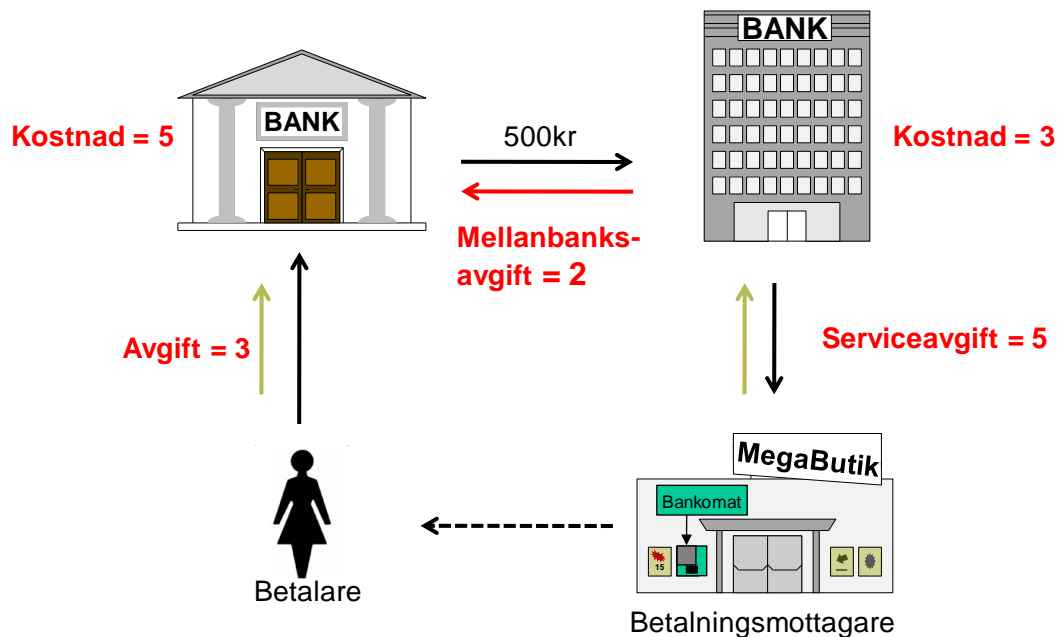 BANK
BANK
Kostnad = 5
500kr
Kostnad = 3
Mellanbanks-
avgift = 2
Avgift = 3
Serviceavgift = 5
MegaButik
Bankomat
15
Betalare
Betalningsmottagare